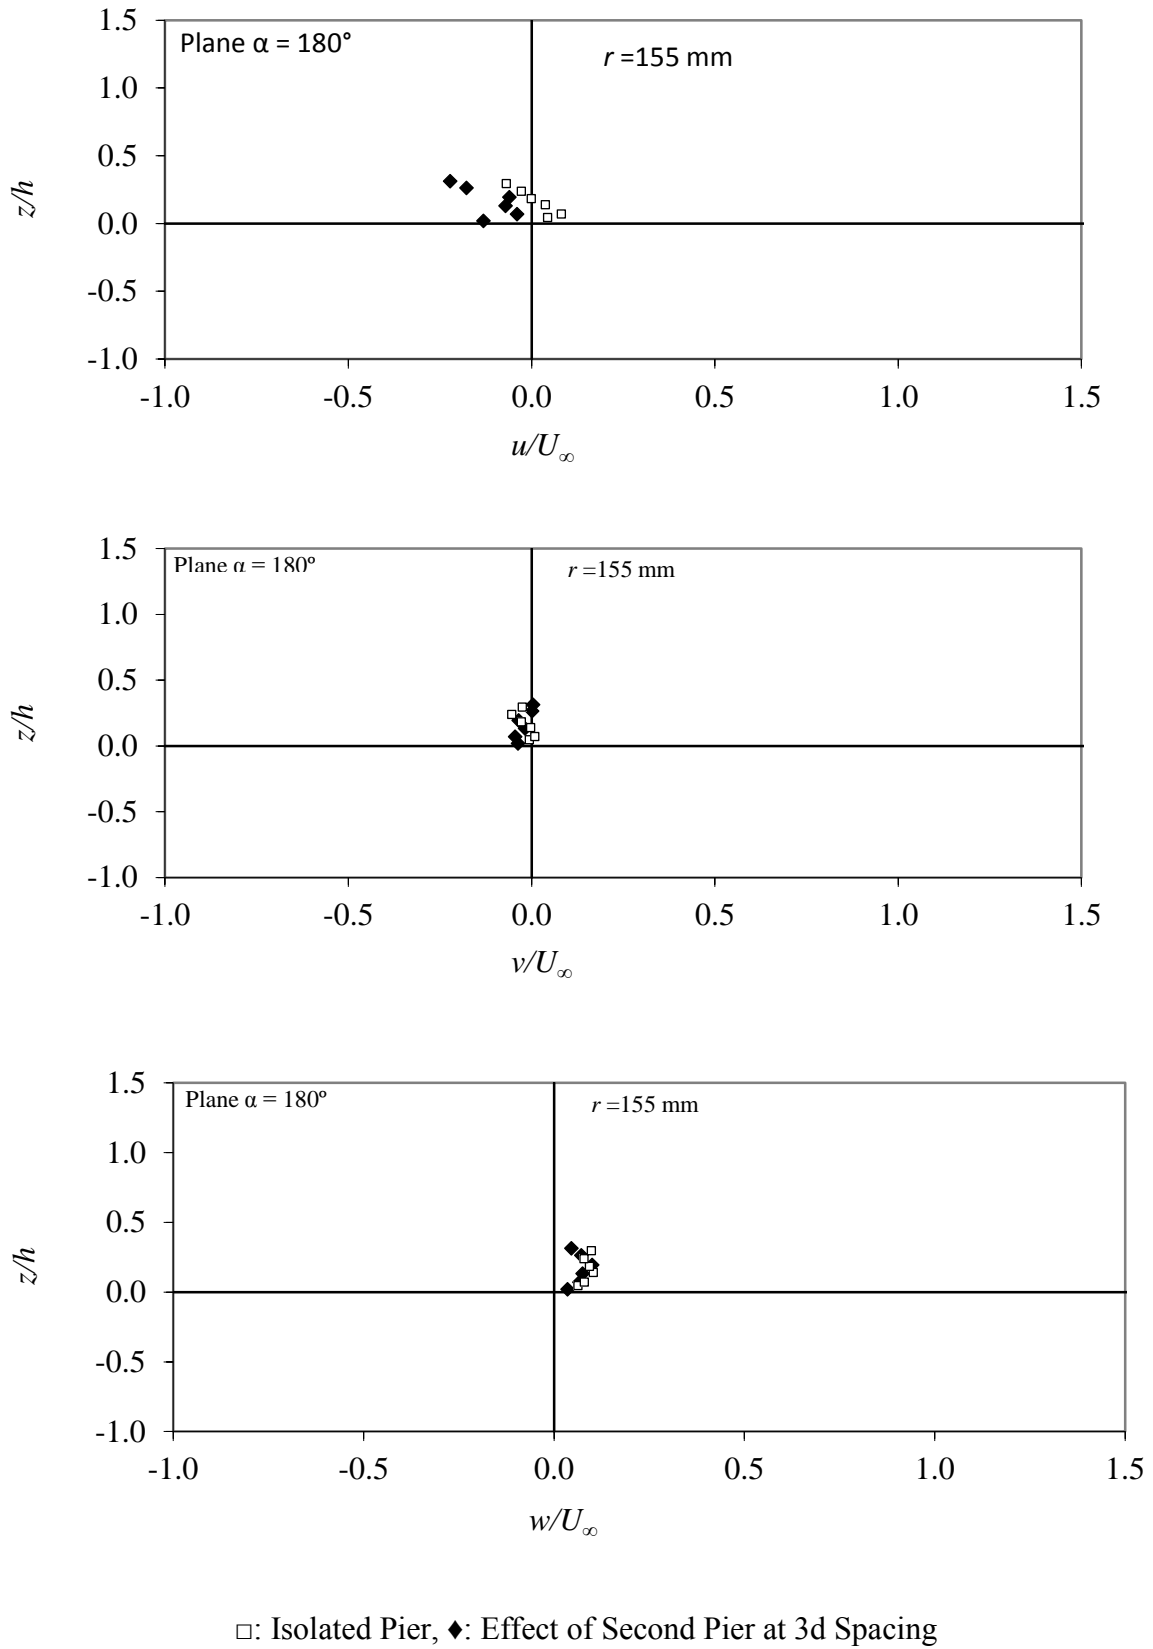 1.5
Plane α = 180°
r =155 mm
1.0
0.5
z/h
0.0
-0.5
-1.0
-1.0 -0.5 0.0 0.5 1.0 1.5
u/U∞
1.5
Plane α = 180º
r =155 mm
1.0
0.5
z/h
0.0
-0.5
-1.0
-1.0 -0.5 0.0 0.5 1.0 1.5
v/U∞
1.5
Plane α = 180º
r =155 mm
1.0
0.5
z/h
0.0
-0.5
-1.0
-1.0 -0.5 0.0 0.5 1.0 1.5
w/U∞
□: Isolated Pier, ♦: Effect of Second Pier at 3d Spacing